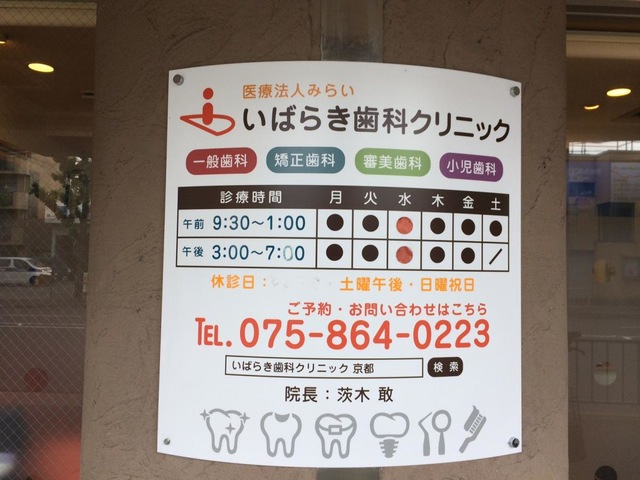 医療法人みらい
いばらき歯科クリニック
一般歯科 矯正歯科 審美歯科 小児歯科
診療時間 月 火 水 木 金 土
午前 9:30〜1:00 ● ● ● ● ● ●
午後 3:00〜7:00 ● ● ● ● ● /
休診日: 土曜午後・日曜祝日
ご予約・お問い合わせはこちら
TEL. 075-864-0223
いばらき歯科クリニック 京都 検索
院長:茨木 敢